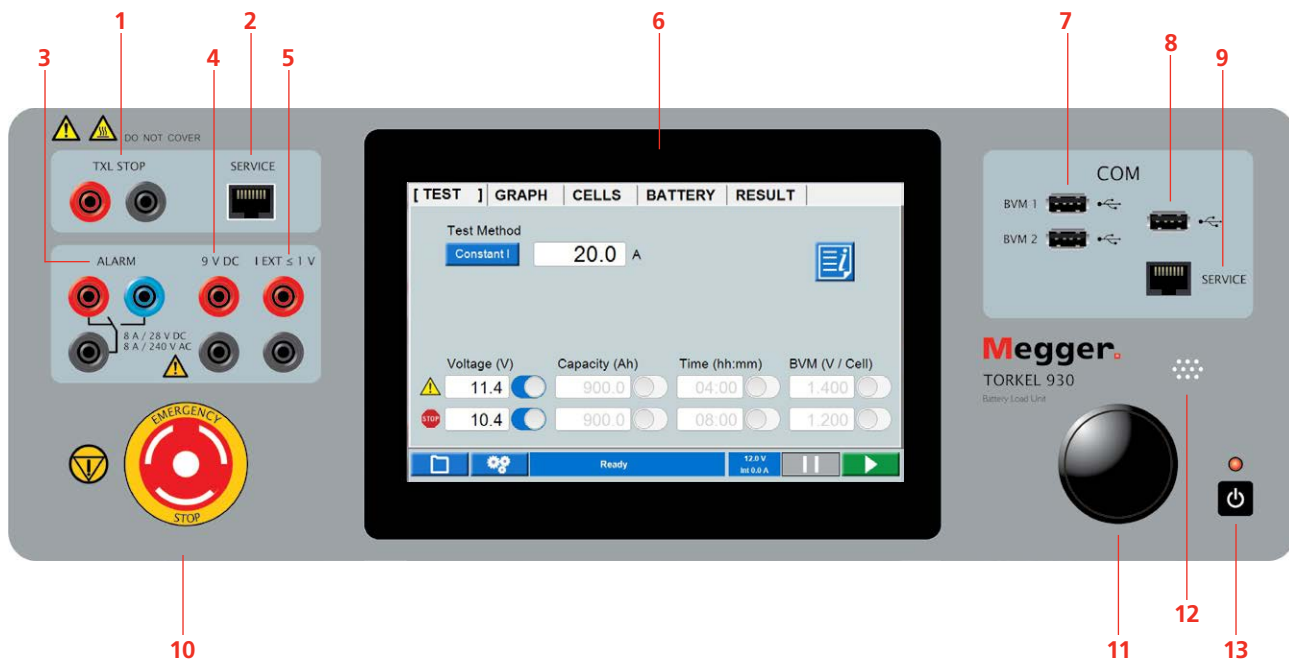 1
2
3
4
5
6
7
8
9
DO NOT COVER
TXL STOP
SERVICE
ALARM
9 V DC
I EXT ≤ 1 V
8 A / 28 V DC
8 A / 240 V AC
EMERGENCY
STOP
[ TEST ] GRAPH CELLS BATTERY RESULT
Test Method
Constant I 20.0 A
i
Voltage (V) Capacity (Ah) Time (hh:mm) BVM (V / Cell)
11.4 900.0 04:00 1.400
STOP 10.4 900.0 08:00 1.200
Ready
12.0 V
Int 0.0 A
COM
BVM 1
BVM 2
SERVICE
Megger.
TORKEL 930
Battery Load Unit
10
11
12
13